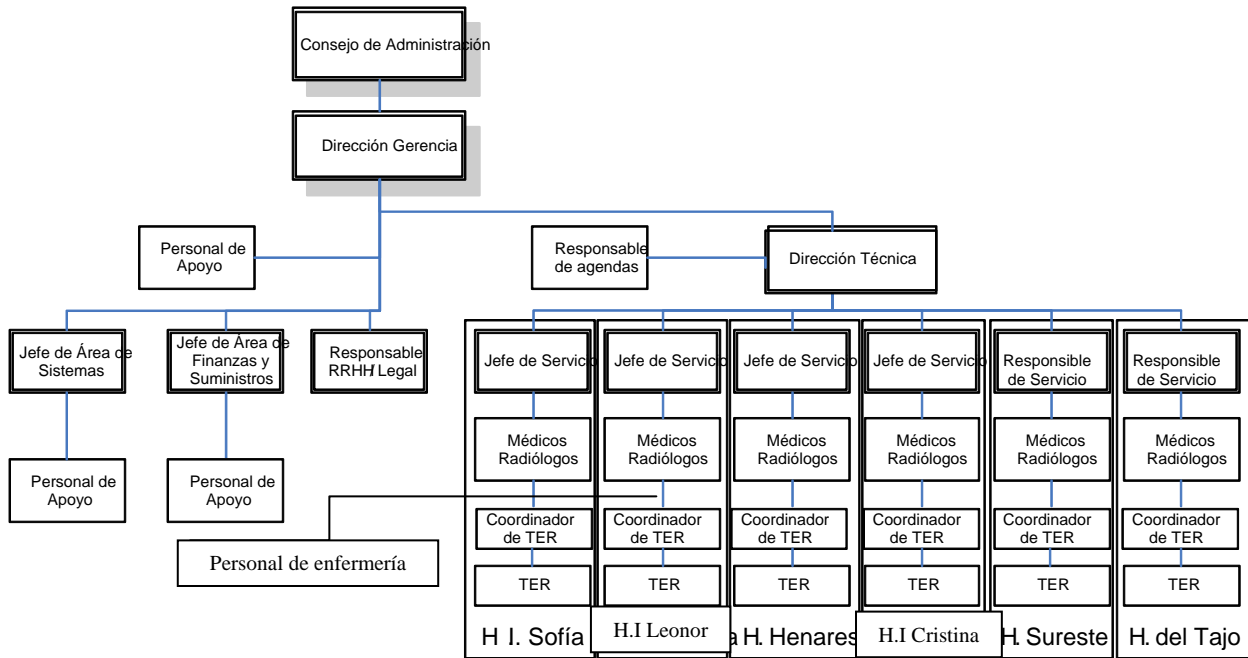 Consejo de Administración
Dirección Gerencia
Personal de
Apoyo
Responsable
de agendas
Dirección Técnica
Jefe de Área de
Sistemas
Jefe de Área de
Finanzas y
Suministros
Responsable
RRHH/Legal
Jefe de Servicio
Jefe de Servicio
Jefe de Servicio
Jefe de Servicio
Responsible
de Servicio
Responsible
de Servicio
Médicos
Radiólogos
Médicos
Radiólogos
Médicos
Radiólogos
Médicos
Radiólogos
Médicos
Radiólogos
Médicos
Radiólogos
Personal de
Apoyo
Personal de
Apoyo
Coordinador
de TER
Coordinador
de TER
Coordinador
de TER
Coordinador
de TER
Coordinador
de TER
Coordinador
de TER
Personal de enfermería
TER
TER
TER
TER
TER
TER
H I. Sofía
H.I Leonor
a H. Henares
H.I Cristina
H. Sureste
H. del Tajo